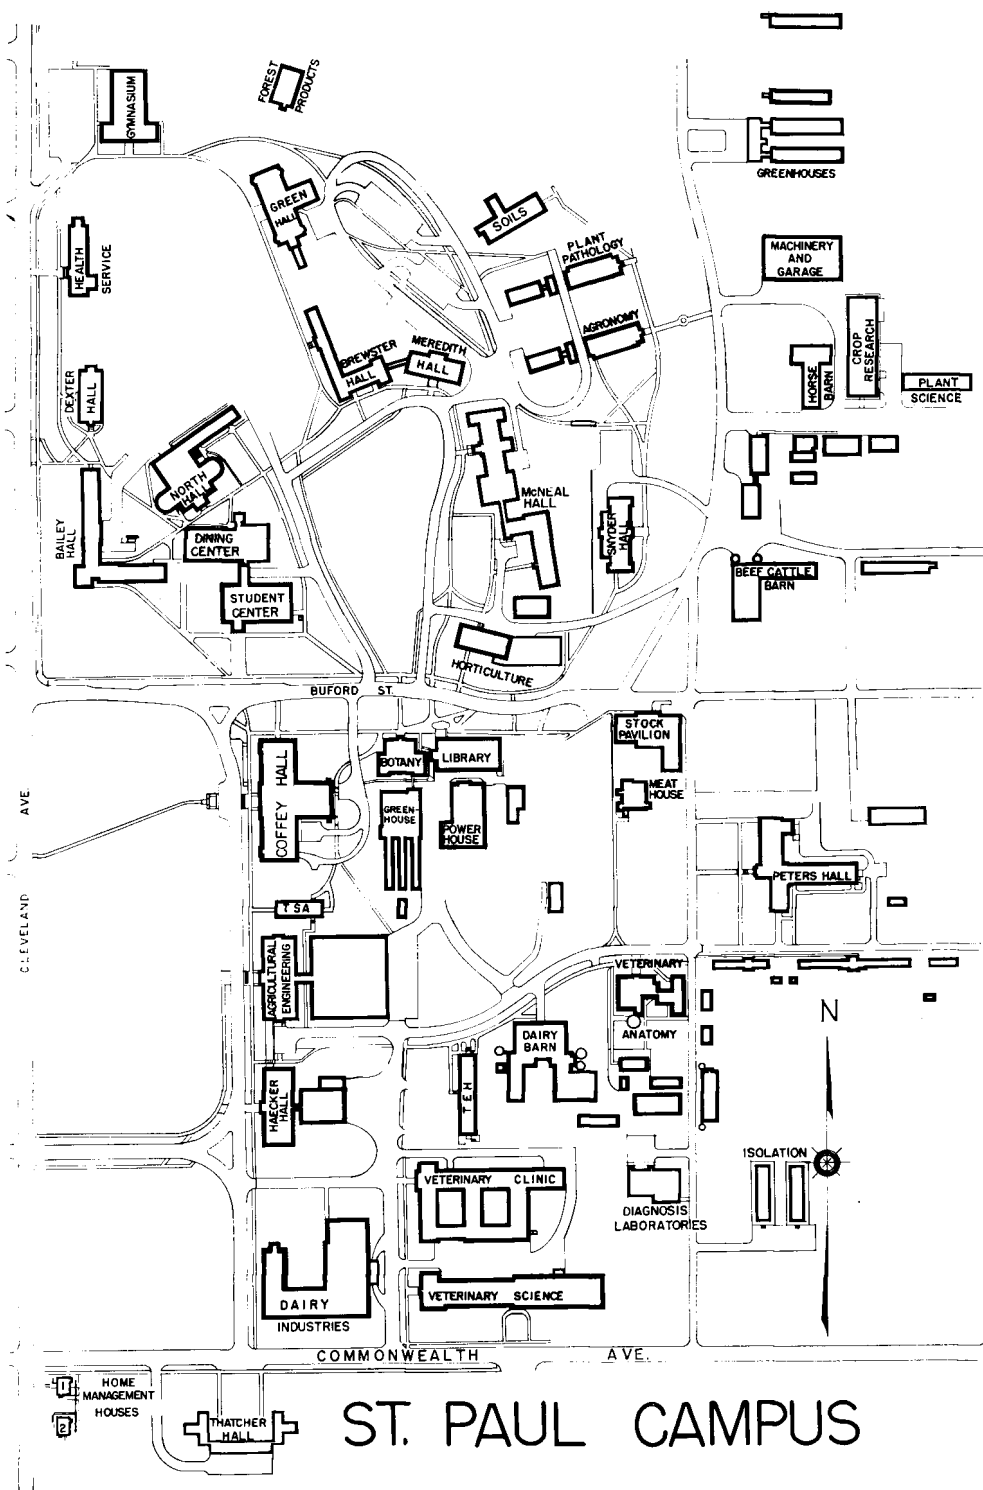 FOREST
PRODUCTS
GYMNASIUM
GREENHOUSES
GREEN
HALL
SOILS
PLANT
PATHOLOGY
MACHINERY
AND
GARAGE
HEALTH
SERVICE
AGRONOMY
BREWSTER
HALL
MEREDITH
HALL
CROP
RESEARCH
HORSE
BARN
PLANT
SCIENCE
DEXTER
HALL
NORTH
HALL
McNEAL
HALL
SNYDER
HALL
BAILEY
HALL
DINING
CENTER
BEEF CATTLE
BARN
STUDENT
CENTER
HORTICULTURE
BUFORD ST.
STOCK
PAVILION
COFFEY HALL
BOTANY
LIBRARY
MEAT
HOUSE
GREEN-
HOUSE
POWER
HOUSE
CLEVELAND AVE.
PETERS HALL
TSA
AGRICULTURAL
ENGINEERING
VETERINARY
ANATOMY
N
DAIRY
BARN
HAECKER
HALL
TEH
ISOLATION
VETERINARY CLINIC
DIAGNOSIS
LABORATORIES
DAIRY
INDUSTRIES
VETERINARY SCIENCE
COMMONWEALTH AVE.
1
HOME
MANAGEMENT
HOUSES
2
THATCHER
HALL
ST. PAUL CAMPUS